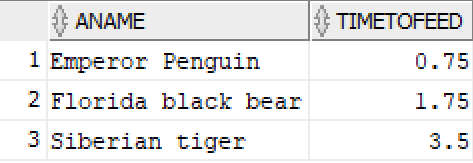 ANAME TIMETOFEED
1 Emperor Penguin 0.75
2 Florida black bear 1.75
3 Siberian tiger 3.5